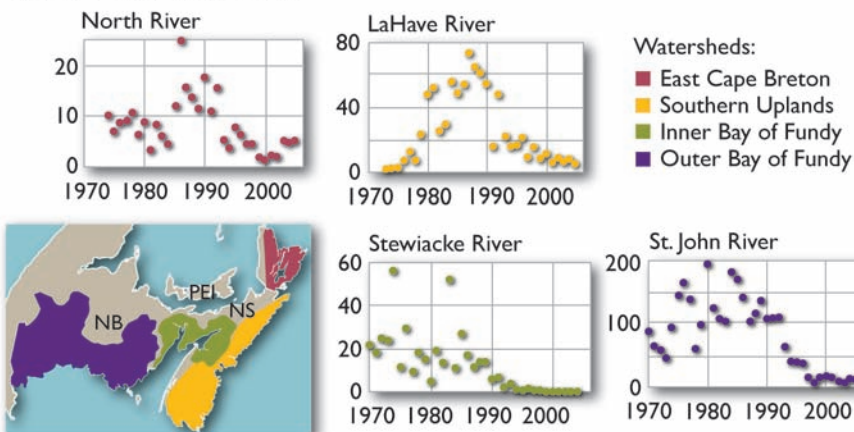 North River
20
10
0
1970 1980 1990 2000
LaHave River
80
40
0
1970 1980 1990 2000
Watersheds:
East Cape Breton
Southern Uplands
Inner Bay of Fundy
Outer Bay of Fundy
PEI
NB
NS
Stewiacke River
60
40
20
0
1970 1980 1990 2000
St. John River
200
100
0
1970 1980 1990 2000